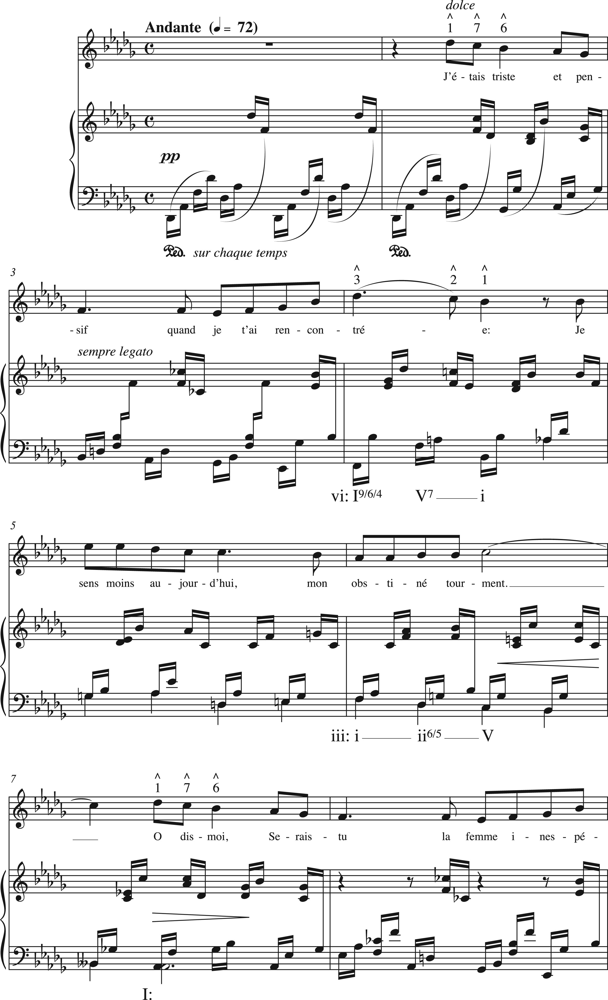 dolce
Andante (♩ = 72)
^ ^ ^
1 7 6
J’é - tais triste et pen -
pp
Ped. sur chaque temps Ped.
3
^ ^ ^
3 2 1
- sif quand je t’ai ren - con - tré - e: Je
sempre legato
vi: I9/6/4 V7 i
5
sens moins au - jour - d’hui, mon obs - ti - né tour - ment.
iii: i ii6/5 V
7
^ ^ ^
1 7 6
O dis - moi, Se - rais - tu la femme i - nes - pé -
I: